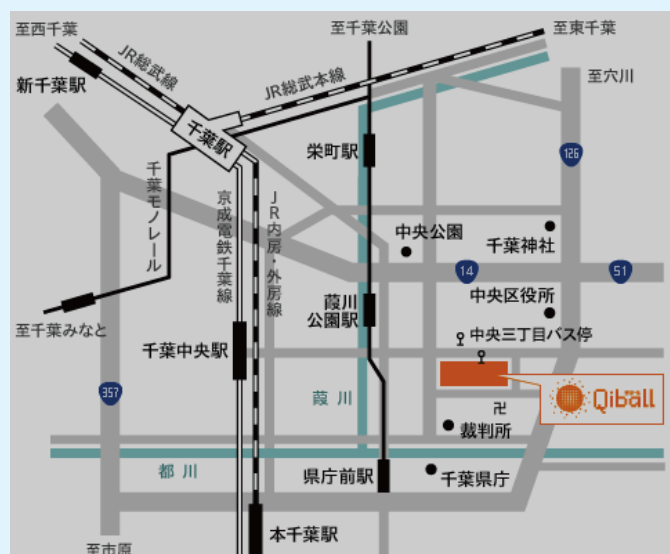 至西千葉
至千葉公園
至東千葉
JR総武線
JR総武本線
新千葉駅
至穴川
千葉駅
栄町駅
126
千葉モノレール
京成電鉄千葉線
JR内房・外房線
中央公園
千葉神社
14
51
中央区役所
葭川
公園駅
至千葉みなと
千葉中央駅
中央三丁目バス停
357
葭川
卍
Qiball
裁判所
都川
県庁前駅
千葉県庁
本千葉駅
至市原